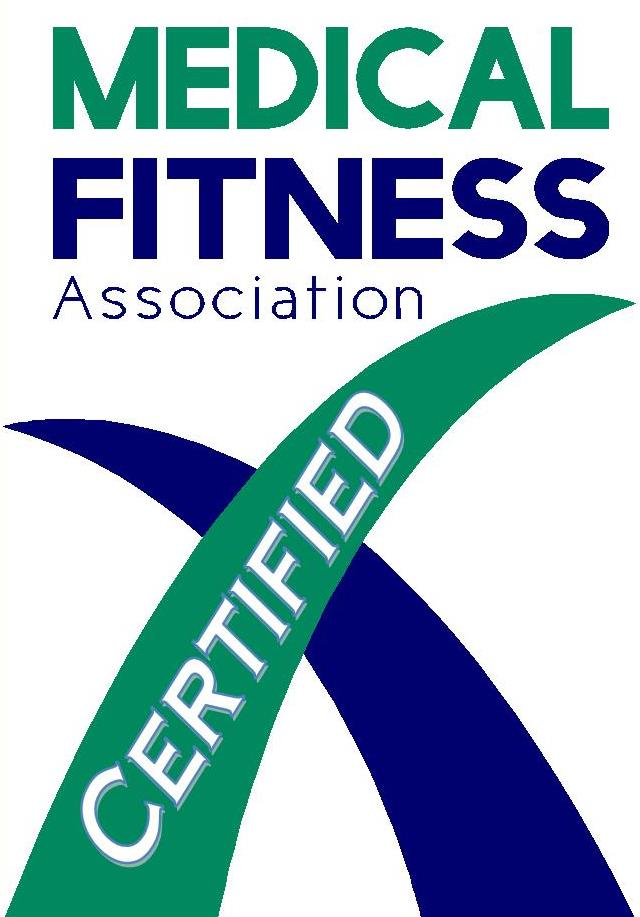 MEDICAL
FITNESS
Association
CERTIFIED